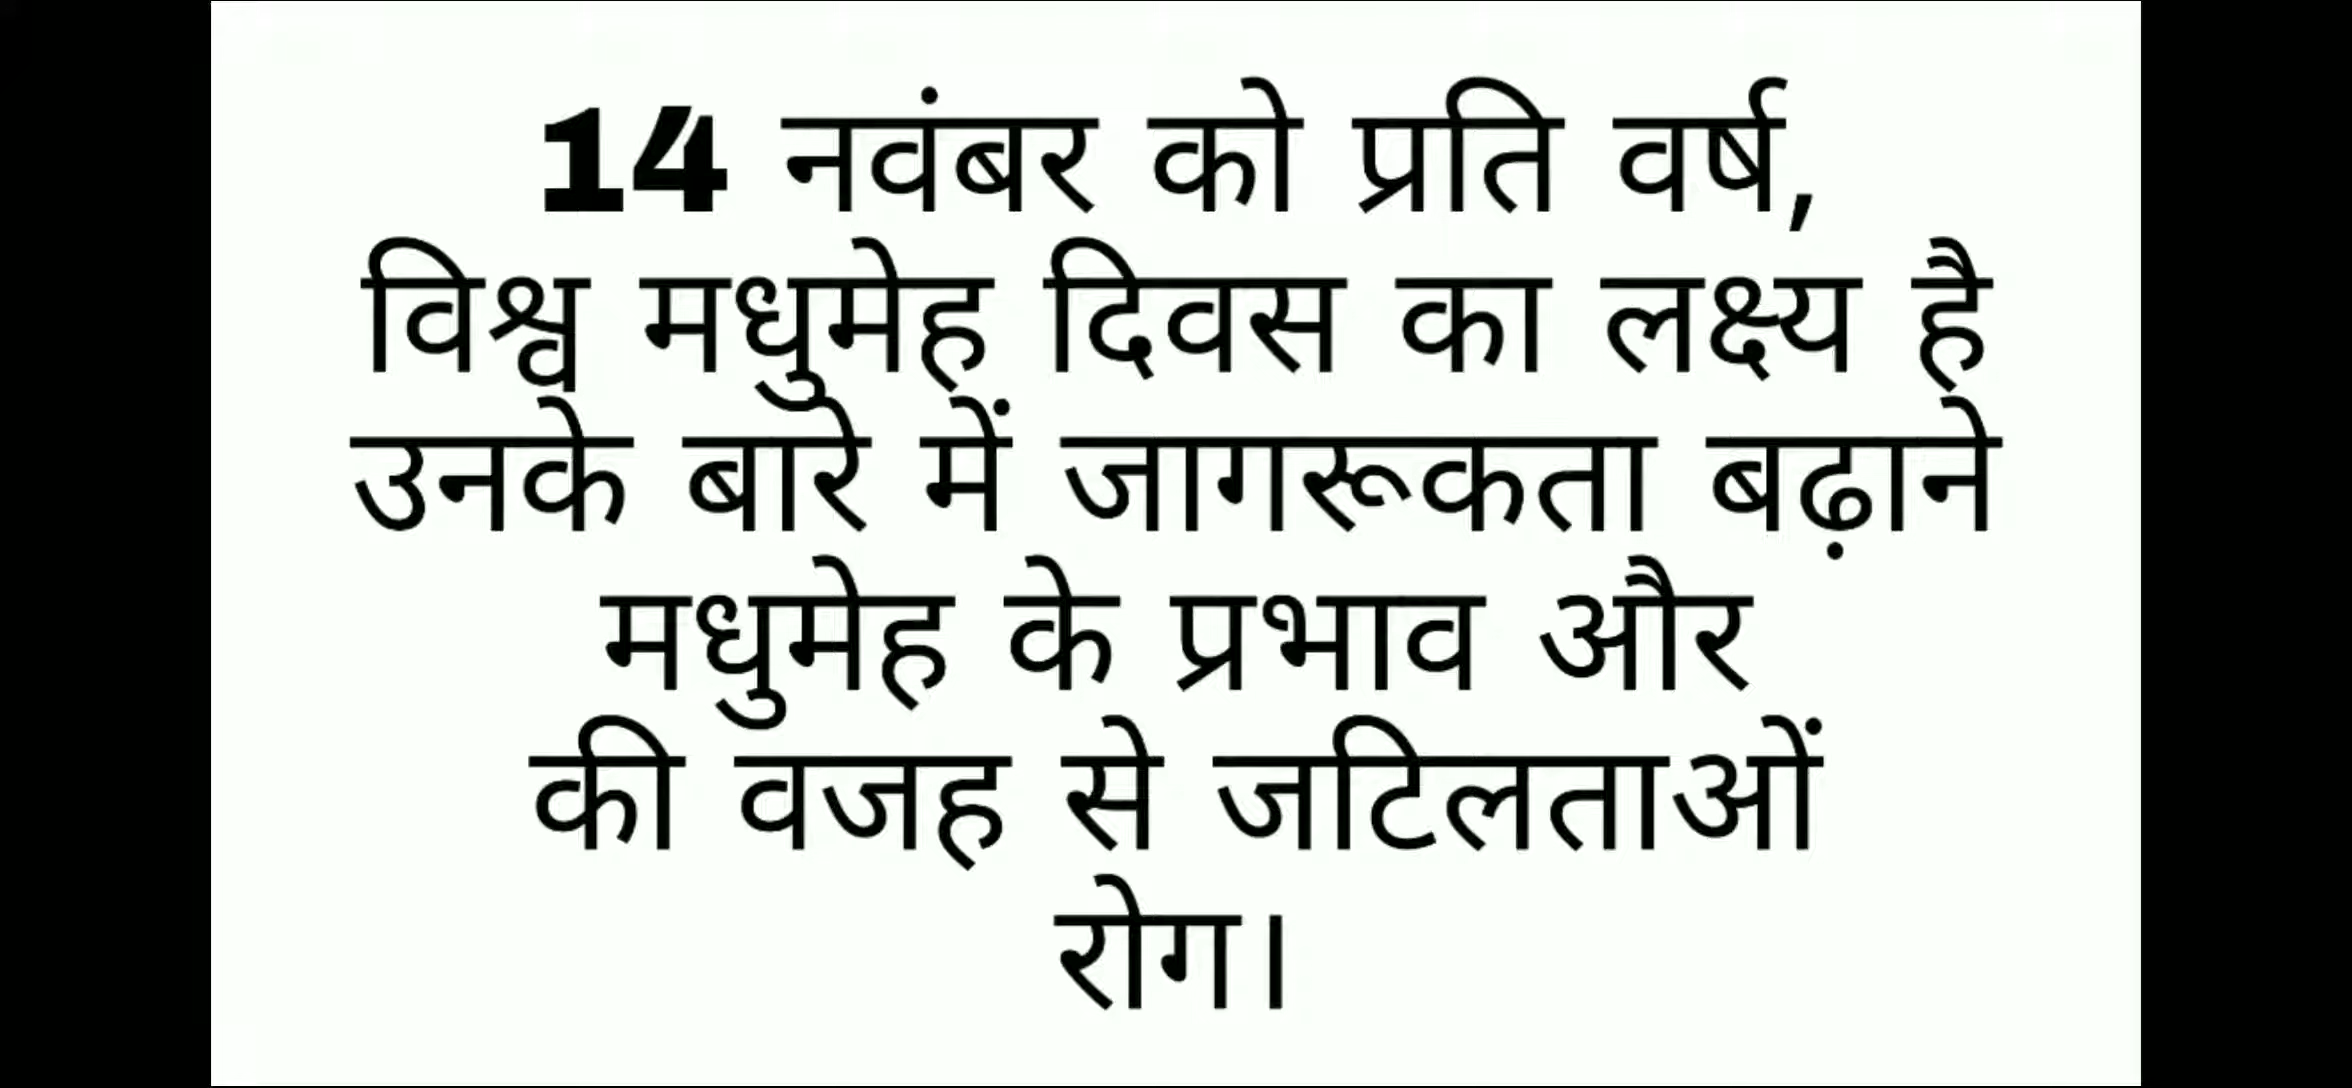 14 नवंबर को प्रति वर्ष,
विश्व मधुमेह दिवस का लक्ष्य है
उनके बारे में जागरूकता बढ़ाने
मधुमेह के प्रभाव और
की वजह से जटिलताओं
रोग।